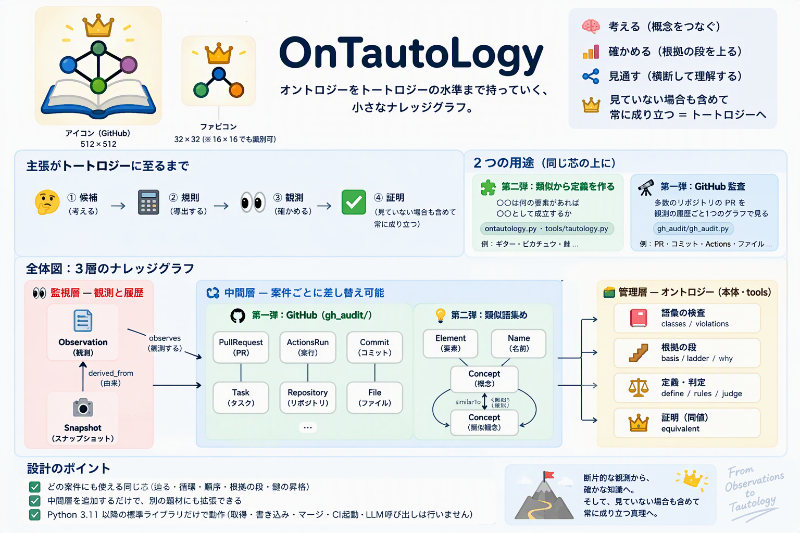 OnTautoLogy
オントロジーをトートロジーの水準まで持っていく、
小さなナレッジグラフ。
アイコン（GitHub）
512 × 512
ファビコン
32 × 32 (※ 16 × 16 でも識別可)
考える（概念をつなぐ）
確かめる（根拠の段を上る）
見通す（横断して理解する）
見ていない場合も含めて
常に成り立つ = トートロジーへ
主張がトートロジーに至るまで
① 候補
（考える）
② 規則
（導出する）
③ 観測
（確かめる）
④ 証明
（見ていない場合も含めて
常に成り立つ）
2つの用途（同じ芯の上に）
第二弾：類似から定義を作る
〇〇は何の要素があれば
〇〇として成立するか
ontautology.py · tools/tautology.py
例：ギター・ピカチュウ・
第一弾：GitHub 監査
多数のリポジトリの PR を
観測の履歴ごと1つのグラフで見る
gh_audit/gh_audit.py
例：PR・コミット・Actions・ファイル…
全体図：3層のナレッジグラフ
監視層 — 観測と履歴
Observation
（観測）
derived_from
（由来）
Snapshot
（スナップショット）
observes
（観測する）
中間層 — 案件ごとに差し替え可能
第一弾：GitHub（gh_audit/）
PullRequest
（PR）
ActionsRun
Commit
（コミット）
Task
（タスク）
Repository
（リポジトリ）
File
（ファイル）
…
第二弾：類似語集め
Element
（要素）
Name
（名前）
Concept
（概念）
similarto
Concept
（類似概念）
管理層 — オントロジー（本体・tools）
語彙の検査
classes / violations
根拠の段
basis / ladder / why
定義・判定
define / rules / judge
証明（同値）
equivalent
設計のポイント
どの案件にも使える同じ芯（辿る・循環・順序・根拠の段・鍵の昇格）
中間層を追加するだけで、別の題材にも拡張できる
Python 3.11 以降の標準ライブラリだけで動作（取得・書き込み・マージ・CI起動・LLM呼び出しは行いません）
断片的な観測から、
確かな知識へ。
そして、見ていない場合も含めて
常に成り立つ真理へ。
From
Observations
to
Tautology